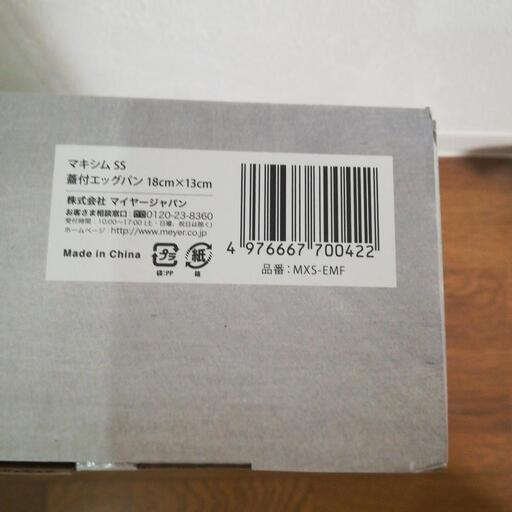 マキシム SS
蓋付エッグパン 18cm×13cm
株式会社 マイヤージャパン
お客さま相談窓口 0120-23-8360
受付時間：10:00〜17:00 (土・日曜、祝日は除く)
ホームページ：http://www.meyer.co.jp
Made in China
プラ
袋:PP
紙
箱
4 976667 700422
品番：MXS-EMF